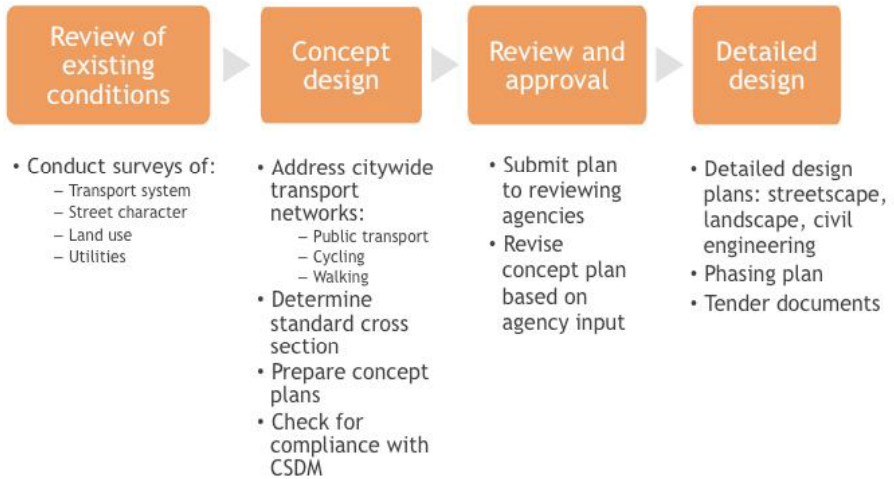 Review of
existing
conditions
• Conduct surveys of:
– Transport system
– Street character
– Land use
– Utilities
Concept
design
• Address citywide
transport
networks:
– Public transport
– Cycling
– Walking
• Determine
standard cross
section
• Prepare concept
plans
• Check for
compliance with
CSDM
Review and
approval
• Submit plan
to reviewing
agencies
• Revise
concept plan
based on
agency input
Detailed
design
• Detailed design
plans: streetscape,
landscape, civil
engineering
• Phasing plan
• Tender documents